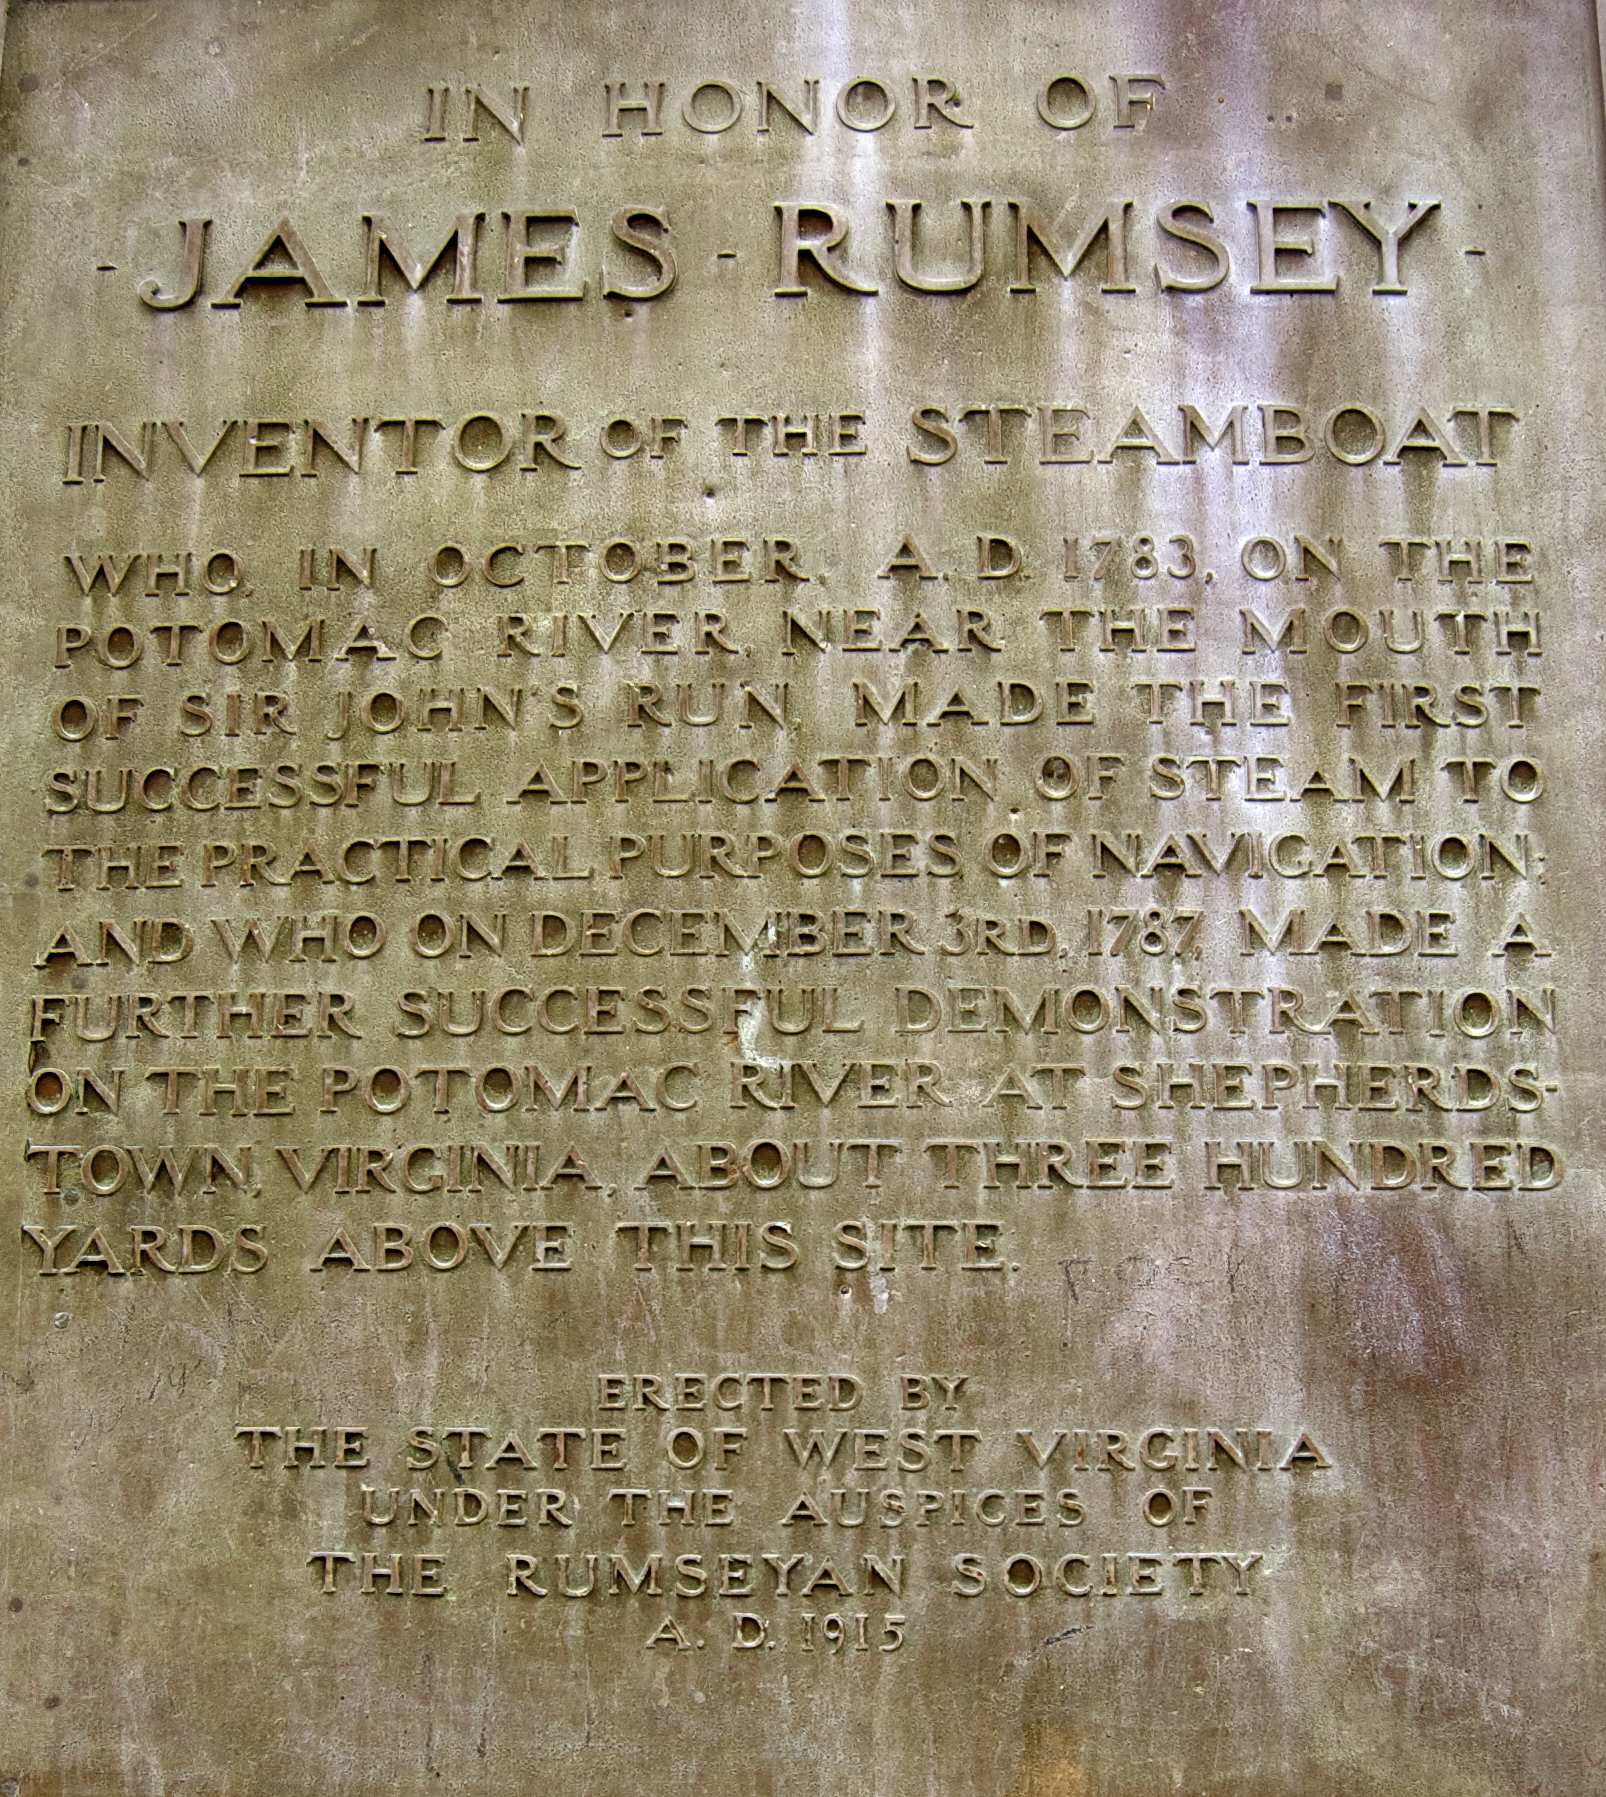 IN HONOR OF
- JAMES - RUMSEY -
INVENTOR OF THE STEAMBOAT
WHO, IN OCTOBER, A. D. 1783, ON THE
POTOMAC RIVER, NEAR THE MOUTH
OF SIR JOHN'S RUN, MADE THE FIRST
SUCCESSFUL APPLICATION OF STEAM TO
THE PRACTICAL PURPOSES OF NAVIGATION;
AND WHO ON DECEMBER 3RD, 1787, MADE A
FURTHER SUCCESSFUL DEMONSTRATION
ON THE POTOMAC RIVER AT SHEPHERDS-
TOWN, VIRGINIA, ABOUT THREE HUNDRED
YARDS ABOVE THIS SITE.
ERECTED BY
THE STATE OF WEST VIRGINIA
UNDER THE AUSPICES OF
THE RUMSEYAN SOCIETY
A. D. 1915